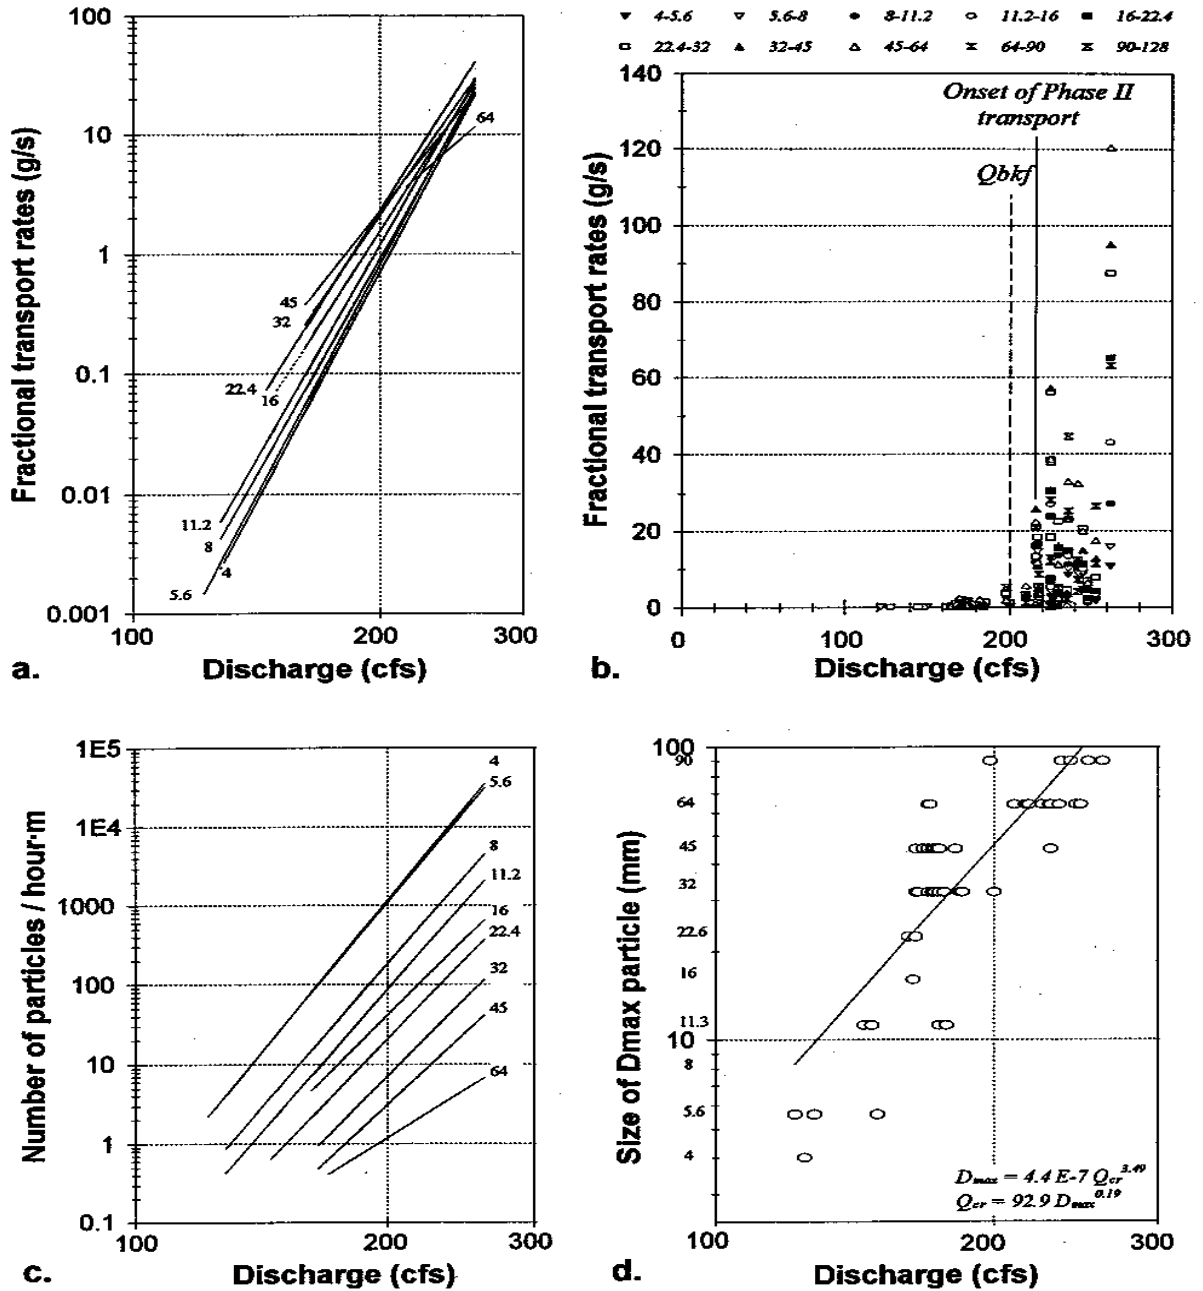 100
10
1
0.1
0.01
0.001
Fractional transport rates (g/s)
64
45
32
22.4
16
11.2
8
4
5.6
100 200 300
a. Discharge (cfs)
4-5.6 5.6-8 8-11.2 11.2-16 16-22.4
22.4-32 32-45 45-64 64-90 90-128
140
120
100
80
60
40
20
0
Fractional transport rates (g/s)
Onset of Phase II
transport
Qbkf
0 100 200 300
b. Discharge (cfs)
1E5
1E4
1000
100
10
1
0.1
Number of particles / hour·m
4
5.6
8
11.2
16
22.4
32
45
64
100 200 300
c. Discharge (cfs)
100
90
64
45
32
22.6
16
11.3
10
8
5.6
4
Size of Dmax particle (mm)
Dmax = 4.4 E-7 Qcr^3.49
Qcr = 92.9 Dmax^0.19
100 200 300
d. Discharge (cfs)